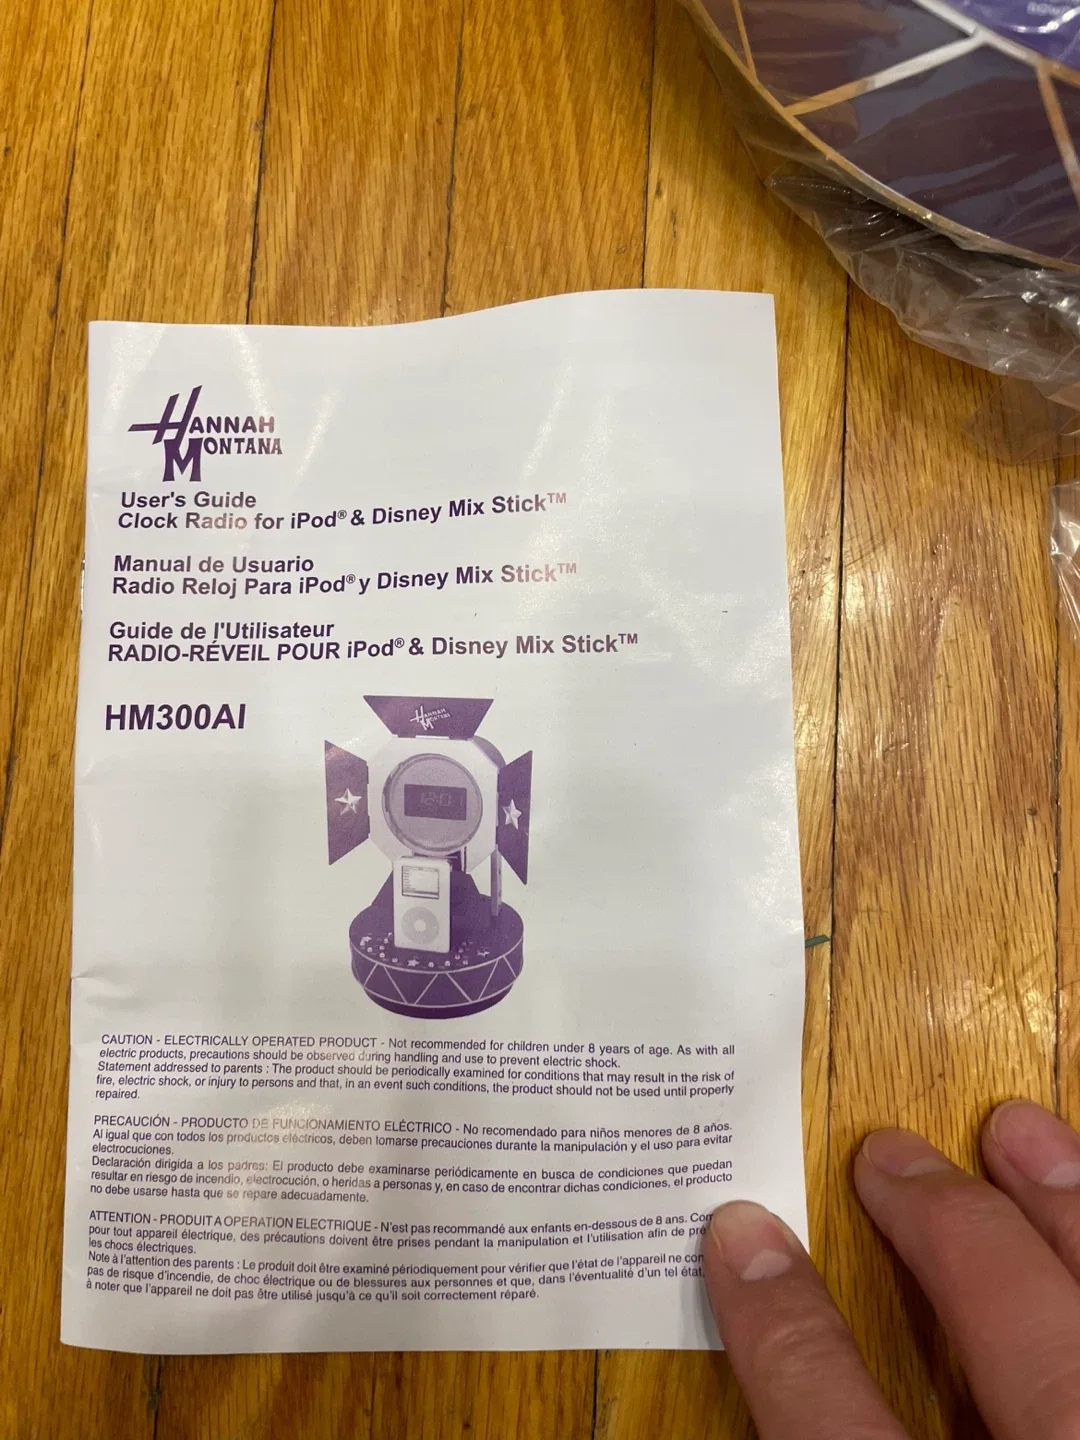 HANNAH
MONTANA
User's Guide
Clock Radio for iPod® & Disney Mix Stick™
Manual de Usuario
Radio Reloj Para iPod® y Disney Mix Stick™
Guide de l'Utilisateur
RADIO-RÉVEIL POUR iPod® & Disney Mix Stick™
HM300AI
HANNAH
MONTANA
CAUTION - ELECTRICALLY OPERATED PRODUCT - Not recommended for children under 8 years of age. As with all
electric products, precautions should be observed during handling and use to prevent electric shock.
Statement addressed to parents : The product should be periodically examined for conditions that may result in the risk of
fire, electric shock, or injury to persons and that, in an event such conditions, the product should not be used until properly
repaired.
PRECAUCIÓN - PRODUCTO DE FUNCIONAMIENTO ELÉCTRICO - No recomendado para niños menores de 8 años.
Al igual que con todos los productos eléctricos, deben tomarse precauciones durante la manipulación y el uso para evitar
electrocuciones.
Declaración dirigida a los padres: El producto debe examinarse periódicamente en busca de condiciones que puedan
resultar en riesgo de incendio, electrocución, o heridas a personas y, en caso de encontrar dichas condiciones, el producto
no debe usarse hasta que se repare adecuadamente.
ATTENTION - PRODUIT A OPERATION ELECTRIQUE - N'est pas recommandé aux enfants en-dessous de 8 ans.
pour tout appareil électrique, des précautions doivent être prises pendant la manipulation et l'utilisation afin de
les chocs électriques.
Note à l'attention des parents : Le produit doit être examiné périodiquement pour vérifier que l'état de l'appareil ne
pas de risque d'incendie, de choc électrique ou de blessures aux personnes et que, dans l'éventualité d'un tel état,
à noter que l'appareil ne doit pas être utilisé jusqu'à ce qu'il soit correctement réparé.